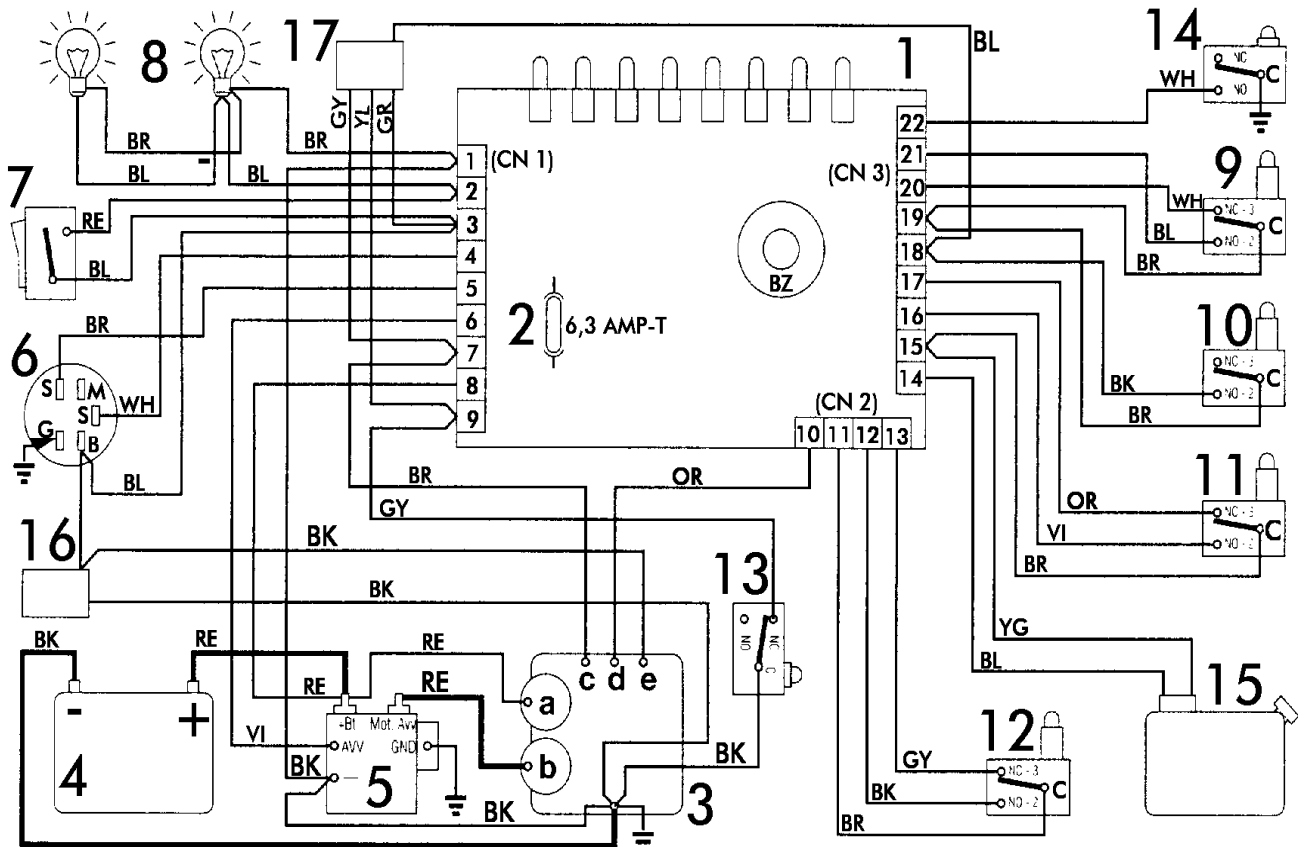 8
17
1
14
BL
NC
C
NO
WH
GY
YL
GR
BR
BR
-
BL
BL
1
(CN 1)
2
3
4
5
6
7
8
9
22
21
(CN 3)
20
19
18
17
16
15
14
9
WH
NC - 3
C
BL
NO - 2
BR
7
RE
BL
BZ
2
6,3 AMP-T
BR
6
S
M
S
WH
G
B
BL
10
NC - 3
C
BK
NO - 2
BR
(CN 2)
10
11
12
13
BR
OR
GY
11
OR
NC - 3
C
VI
NO - 2
BR
16
BK
BK
13
NO
NC
C
BK
RE
RE
RE
RE
-
+
4
+Bt
Mot. Avv
VI
AVV
GND
BK
-
5
BK
c
d
e
a
b
3
BK
YG
BL
15
12
GY
NC - 3
C
BK
NO - 2
BR